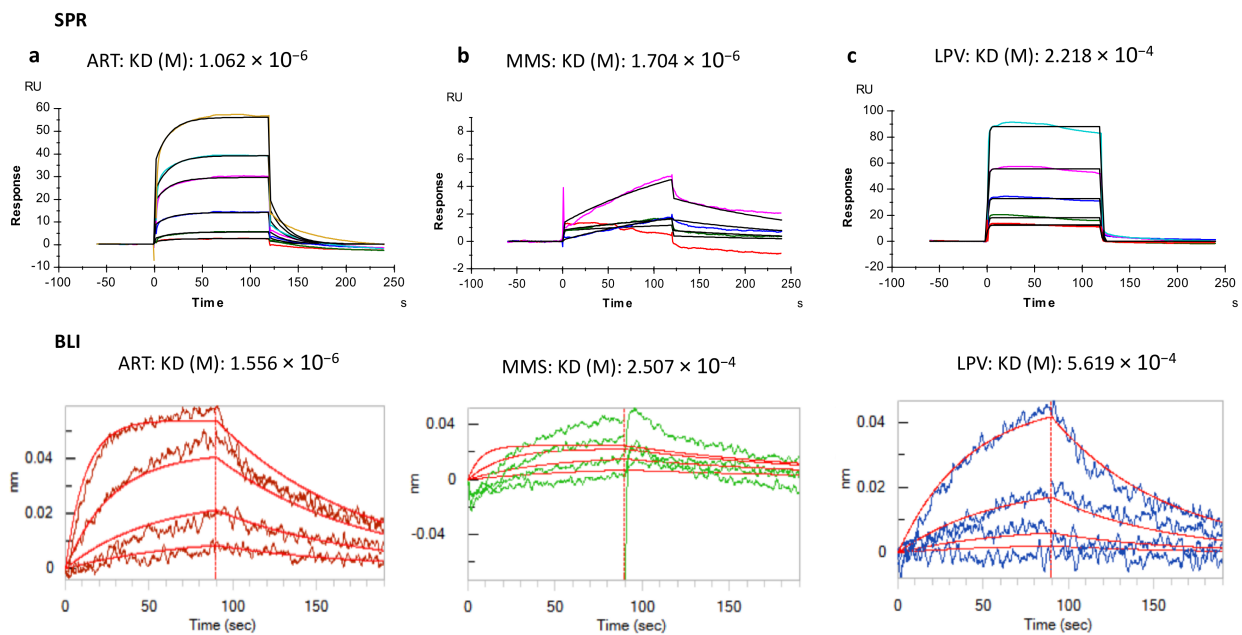 SPR
a ART: KD (M): 1.062 × 10⁻⁶
RU
60
50
40
30
20
10
0
-10
Response
-100 -50 0 50 100 150 200 250
Time s
b MMS: KD (M): 1.704 × 10⁻⁶
RU
8
6
4
2
0
-2
Response
-100 -50 0 50 100 150 200 250
Time s
c LPV: KD (M): 2.218 × 10⁻⁴
RU
100
80
60
40
20
0
-20
Response
-100 -50 0 50 100 150 200 250
Time s
BLI
ART: KD (M): 1.556 × 10⁻⁶
0.04
0.02
0
nm
0 50 100 150
Time (sec)
MMS: KD (M): 2.507 × 10⁻⁴
0.04
0
-0.04
nm
0 50 100 150
Time (sec)
LPV: KD (M): 5.619 × 10⁻⁴
0.04
0.02
0
nm
0 50 100 150
Time (sec)